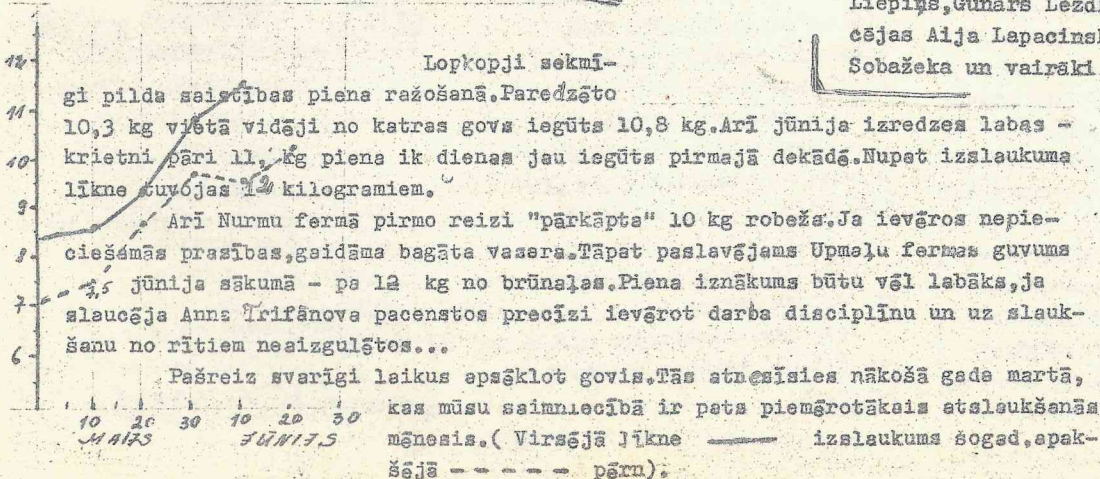 Liepiņš,Gunārs Lezd
cējas Aija Lapacins
Sobažeka un vairāki
Lopkopji sekmī-
gi pilda saistības piena ražošanā.Paredzēto
10,3 kg vietā vidēji no katras govs iegūts 10,8 kg.Arī jūnija izredzes labas -
krietni pāri 11, kg piena ik dienas jau iegūts pirmajā dekādē.Nupat izslaukuma
līkne tuvojas 12 kilogramiem.
Arī Nurmu fermā pirmo reizi "pārkāpta" 10 kg robeža.Ja ievēros nepie-
ciešamās prasības,gaidāma bagāta vasara.Tāpat paslavējams Upmaļu fermas guvums
jūnija sākumā - pa 12 kg no brūnaļas.Piena iznākums būtu vēl labāks,ja
slaucēja Anna Trifānova pacenstos precīzi ievērot darba disciplīnu un uz slauk-
šanu no rītiem neaizgulētos...
Pašreiz svarīgi laikus apsēklot govis.Tās atnesīsies nākošā gada martā,
kas mūsu saimniecībā ir pats piemērotākais atslaukšanās
mēnesis.( Virsējā līkne ——— izslaukums šogad,apak-
šējā - - - - - pērn).
12
11
10
9
8
7
6
7,5
12
10 20 30 10 20 30
MAIJS JŪNIJS